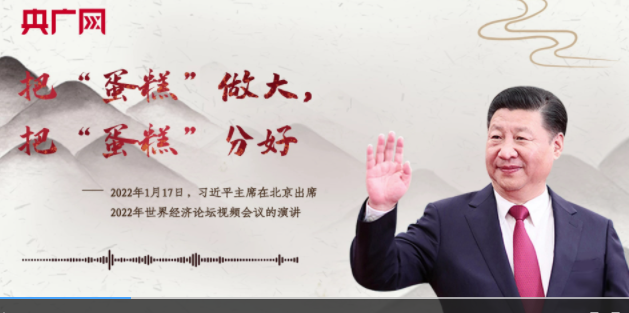 央广网
把“蛋糕”做大，
把“蛋糕”分好
—— 2022年1月17日，习近平主席在北京出席
2022年世界经济论坛视频会议的演讲